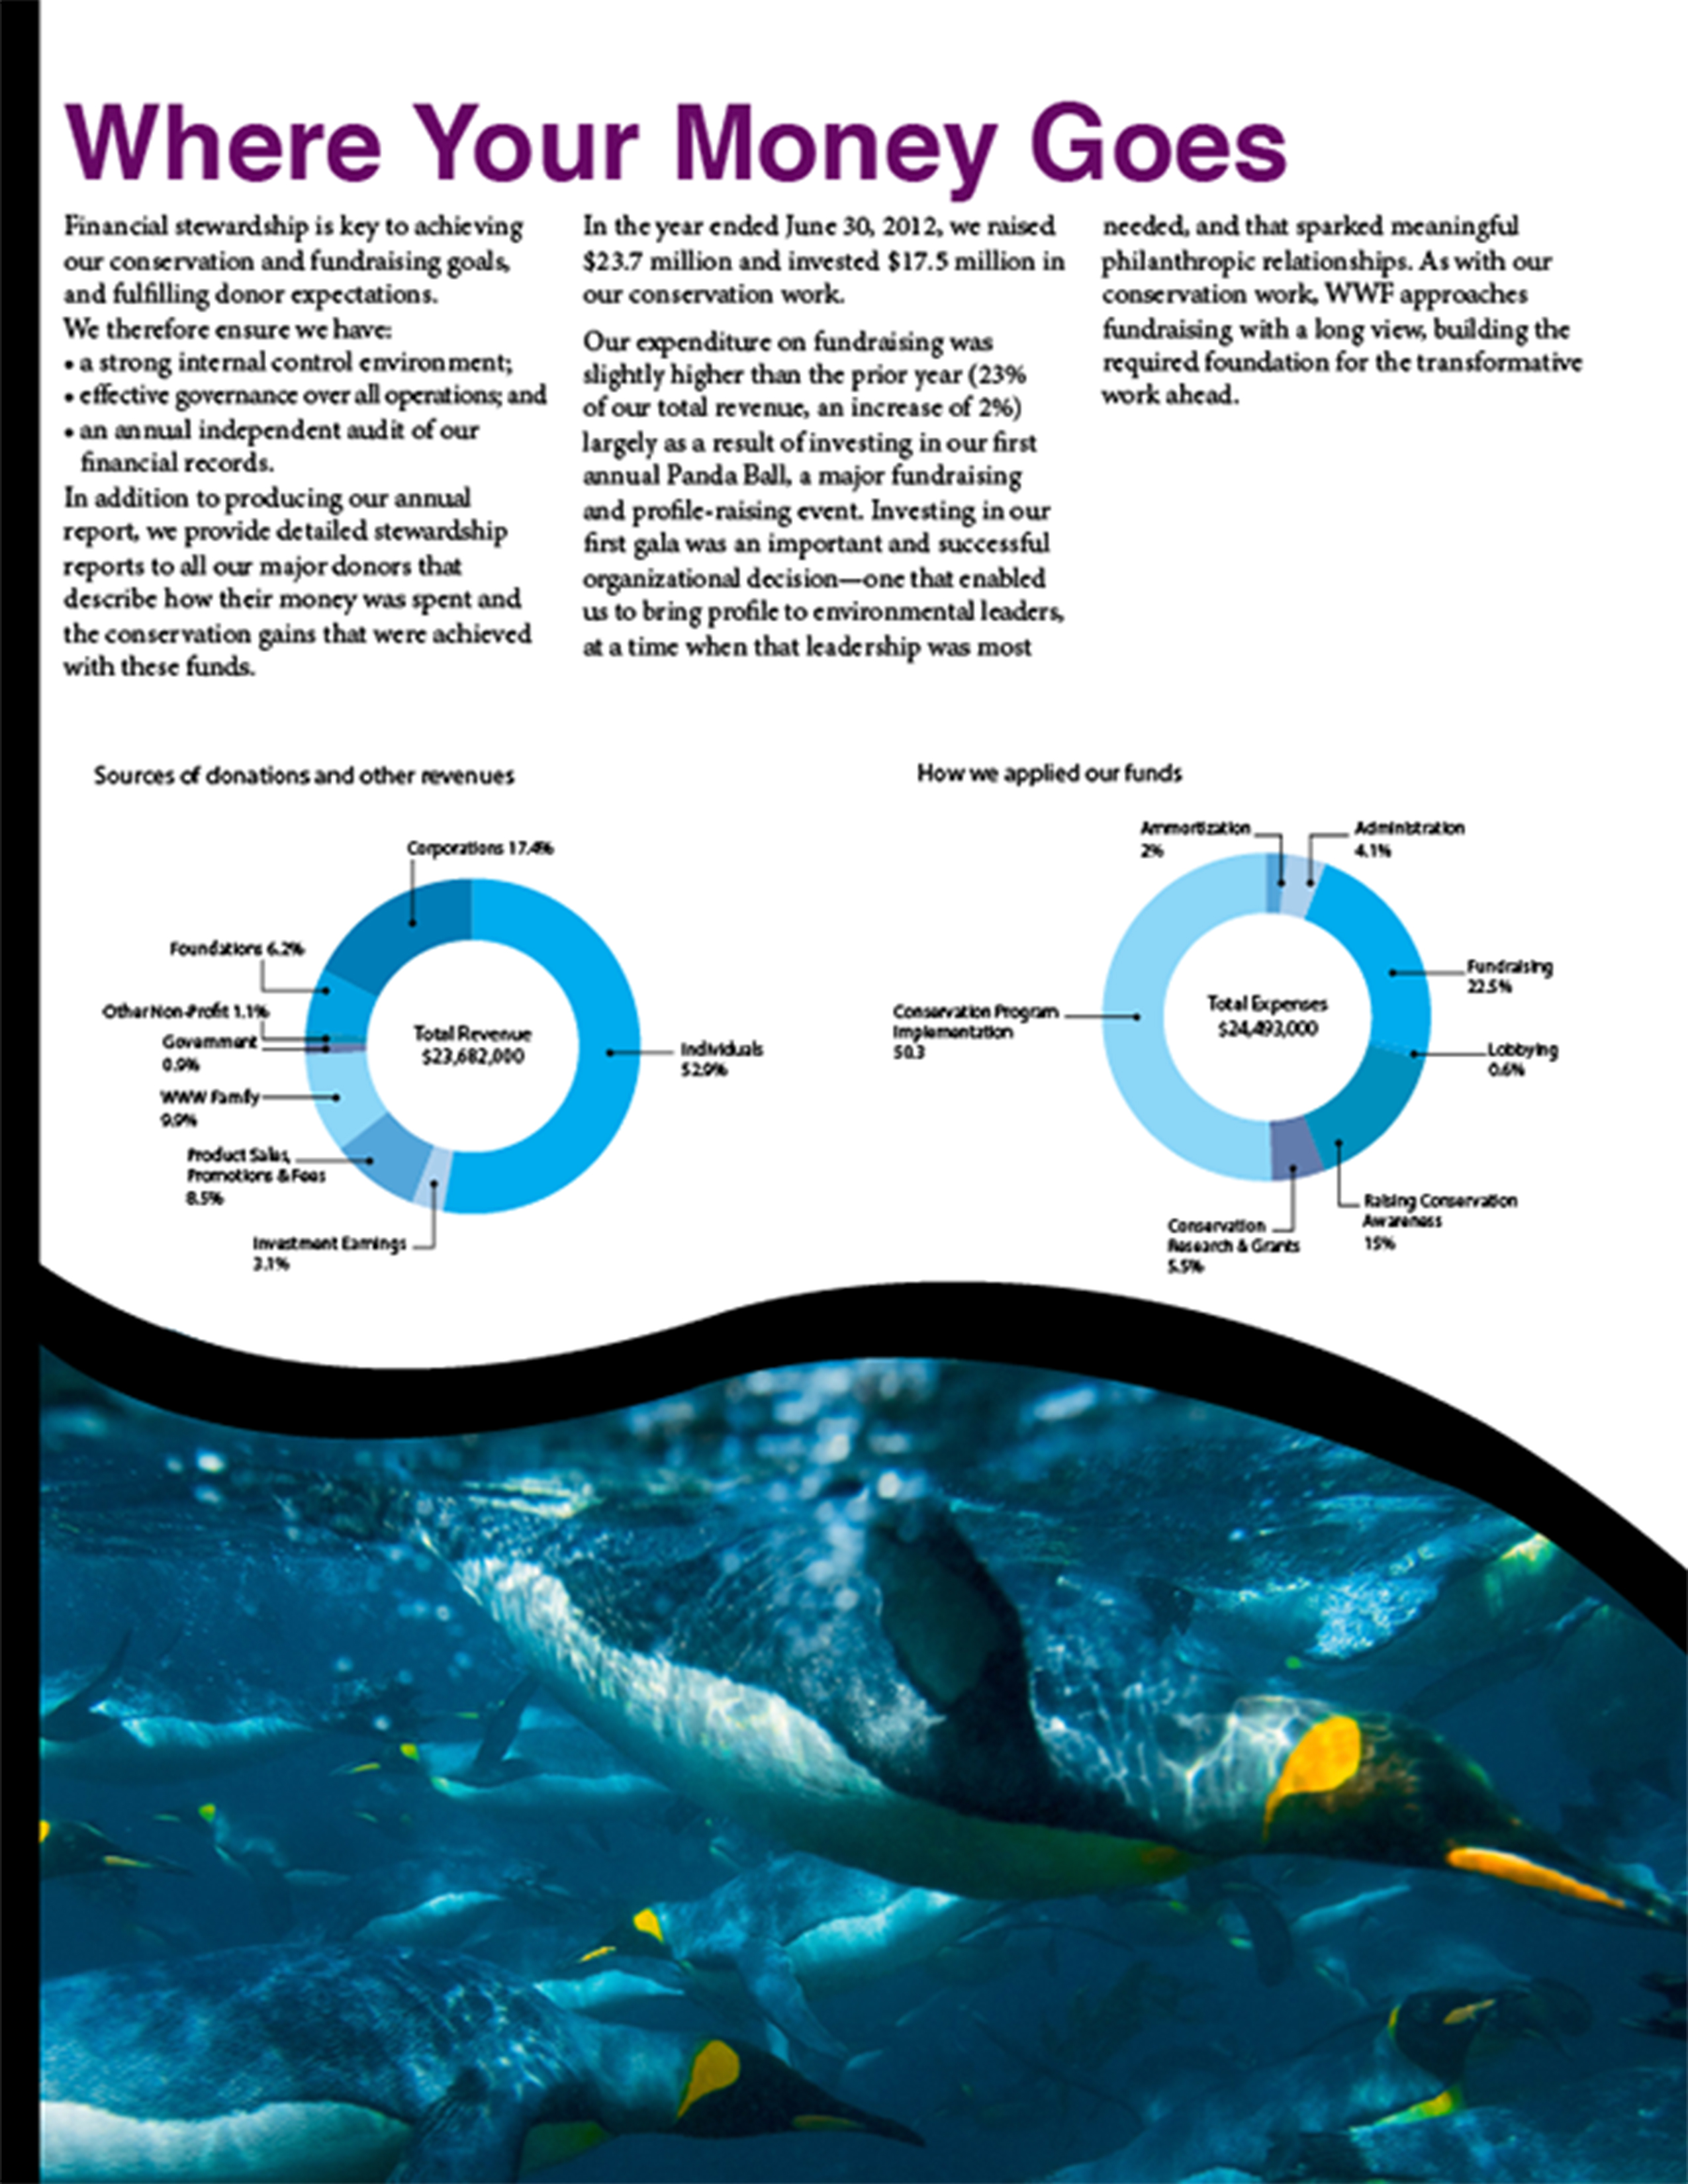 Where Your Money Goes
Financial stewardship is key to achieving
our conservation and fundraising goals,
and fulfilling donor expectations.
We therefore ensure we have:
• a strong internal control environment;
• effective governance over all operations; and
• an annual independent audit of our
financial records.
In addition to producing our annual
report, we provide detailed stewardship
reports to all our major donors that
describe how their money was spent and
the conservation gains that were achieved
with these funds.
In the year ended June 30, 2012, we raised
$23.7 million and invested $17.5 million in
our conservation work.
Our expenditure on fundraising was
slightly higher than the prior year (23%
of our total revenue, an increase of 2%)
largely as a result of investing in our first
annual Panda Ball, a major fundraising
and profile-raising event. Investing in our
first gala was an important and successful
organizational decision—one that enabled
us to bring profile to environmental leaders,
at a time when that leadership was most
needed, and that sparked meaningful
philanthropic relationships. As with our
conservation work, WWF approaches
fundraising with a long view, building the
required foundation for the transformative
work ahead.
Sources of donations and other revenues
Corporations 17.4%
Foundations 6.2%
Other Non-Profit 1.1%
Government
0.9%
WWW Family
9.9%
Product Sales,
Promotions & Fees
8.5%
Investment Earnings
3.1%
Individuals
52.9%
Total Revenue
$23,682,000
How we applied our funds
Ammortization
2%
Administration
4.1%
Fundraising
22.5%
Lobbying
0.6%
Raising Conservation
Awareness
15%
Conservation
Research & Grants
5.5%
Conservation Program
Implementation
50.3
Total Expenses
$24,493,000